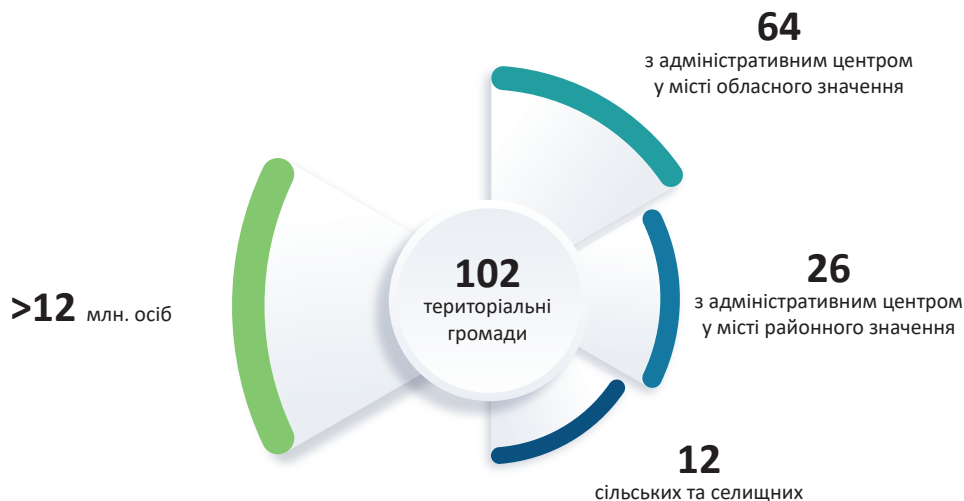 64
з адміністративним центром
у місті обласного значення
>12 млн. осіб
102
територіальні
громади
26
з адміністративним центром
у місті районного значення
12
сільських та селищних